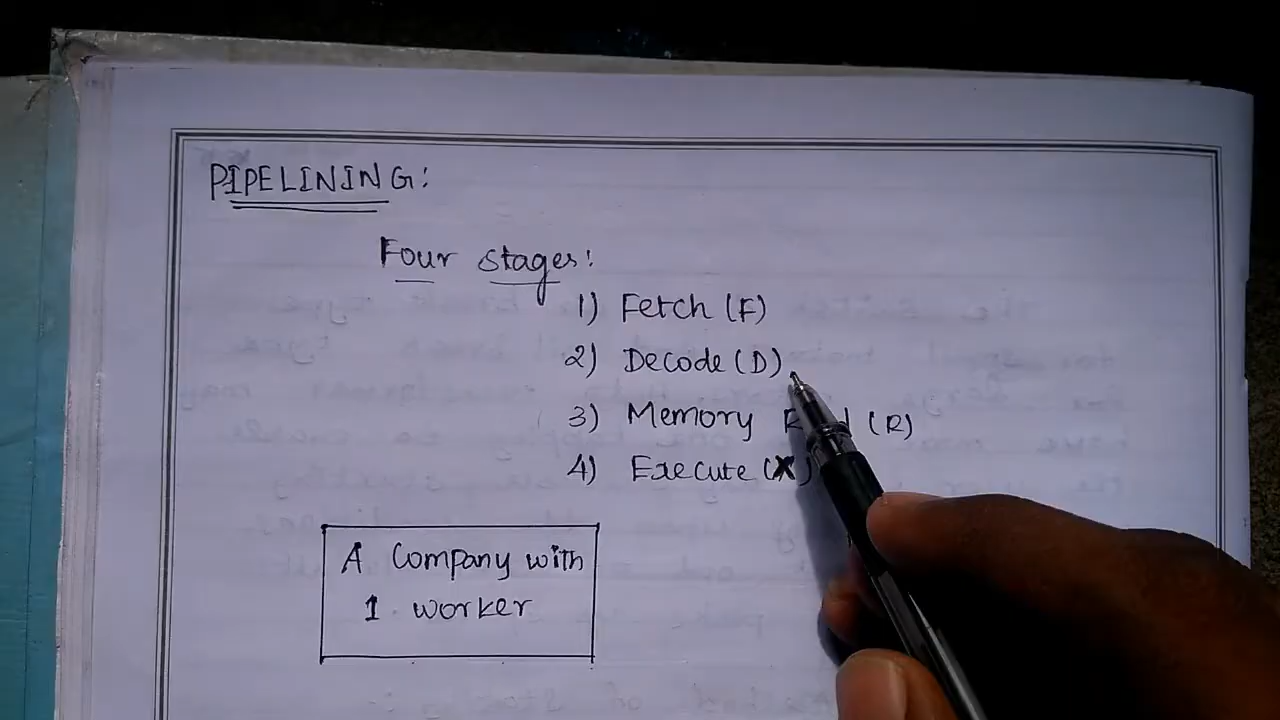 PIPELINING:
Four stages:
1) Fetch (F)
2) Decode (D)
3) Memory (R)
4) Execute (X)
A Company with
1 worker